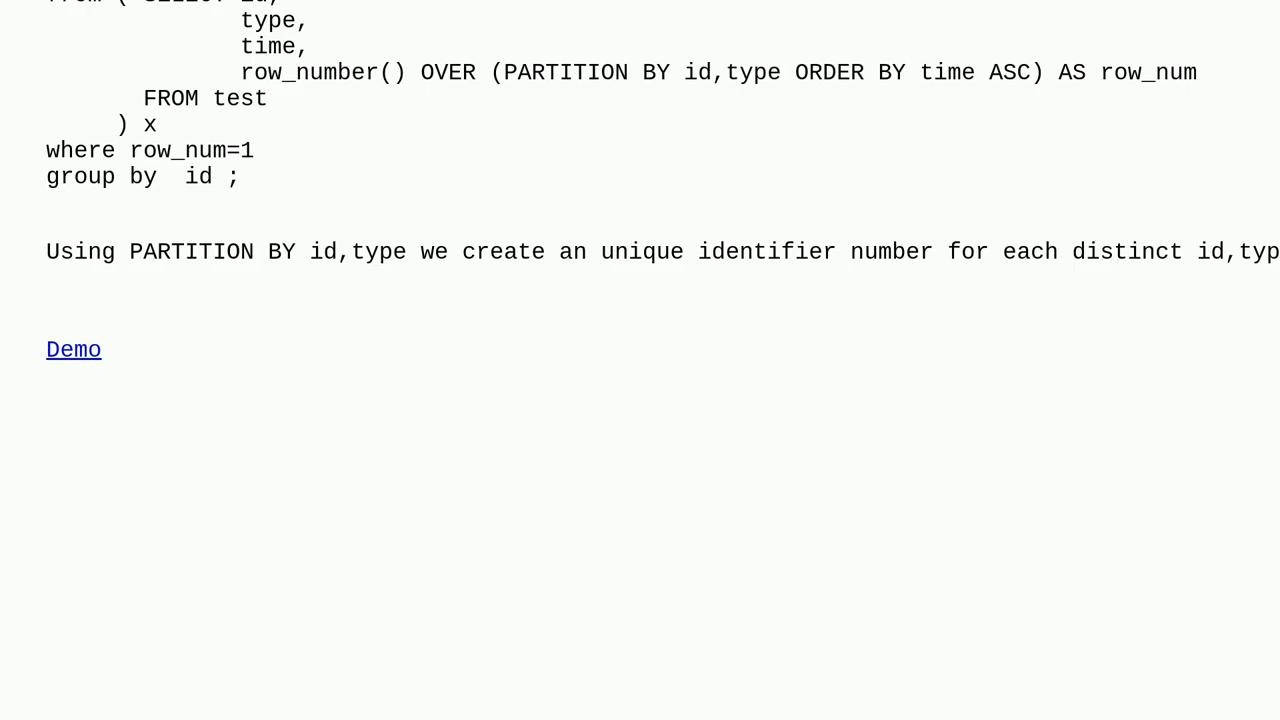 type,
time,
row_number() OVER (PARTITION BY id,type ORDER BY time ASC) AS row_num
FROM test
) x
where row_num=1
group by  id ;
Using PARTITION BY id,type we create an unique identifier number for each distinct id,typ
Demo